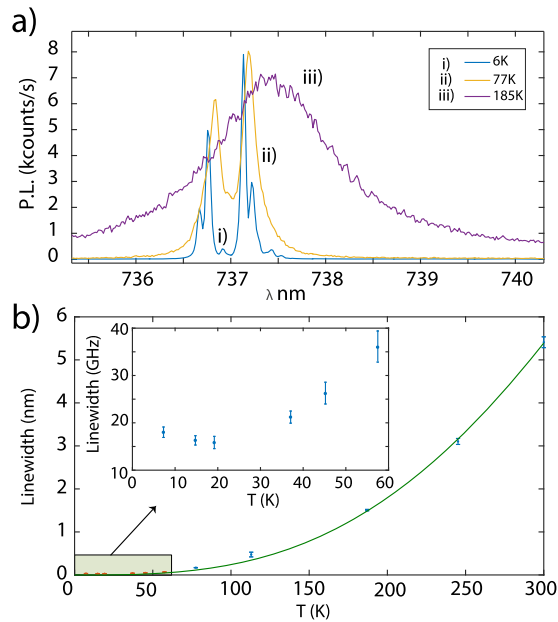 a)
P.L. (kcounts/s)
8
7
6
5
4
3
2
1
0
i) 6K
ii) 77K
iii) 185K
iii)
ii)
i)
736 737 738 739 740
λ nm
b)
Linewidth (nm)
6
5
4
3
2
1
0
Linewidth (GHz)
40
30
20
10
0 10 20 30 40 50 60
T (K)
0 50 100 150 200 250 300
T (K)